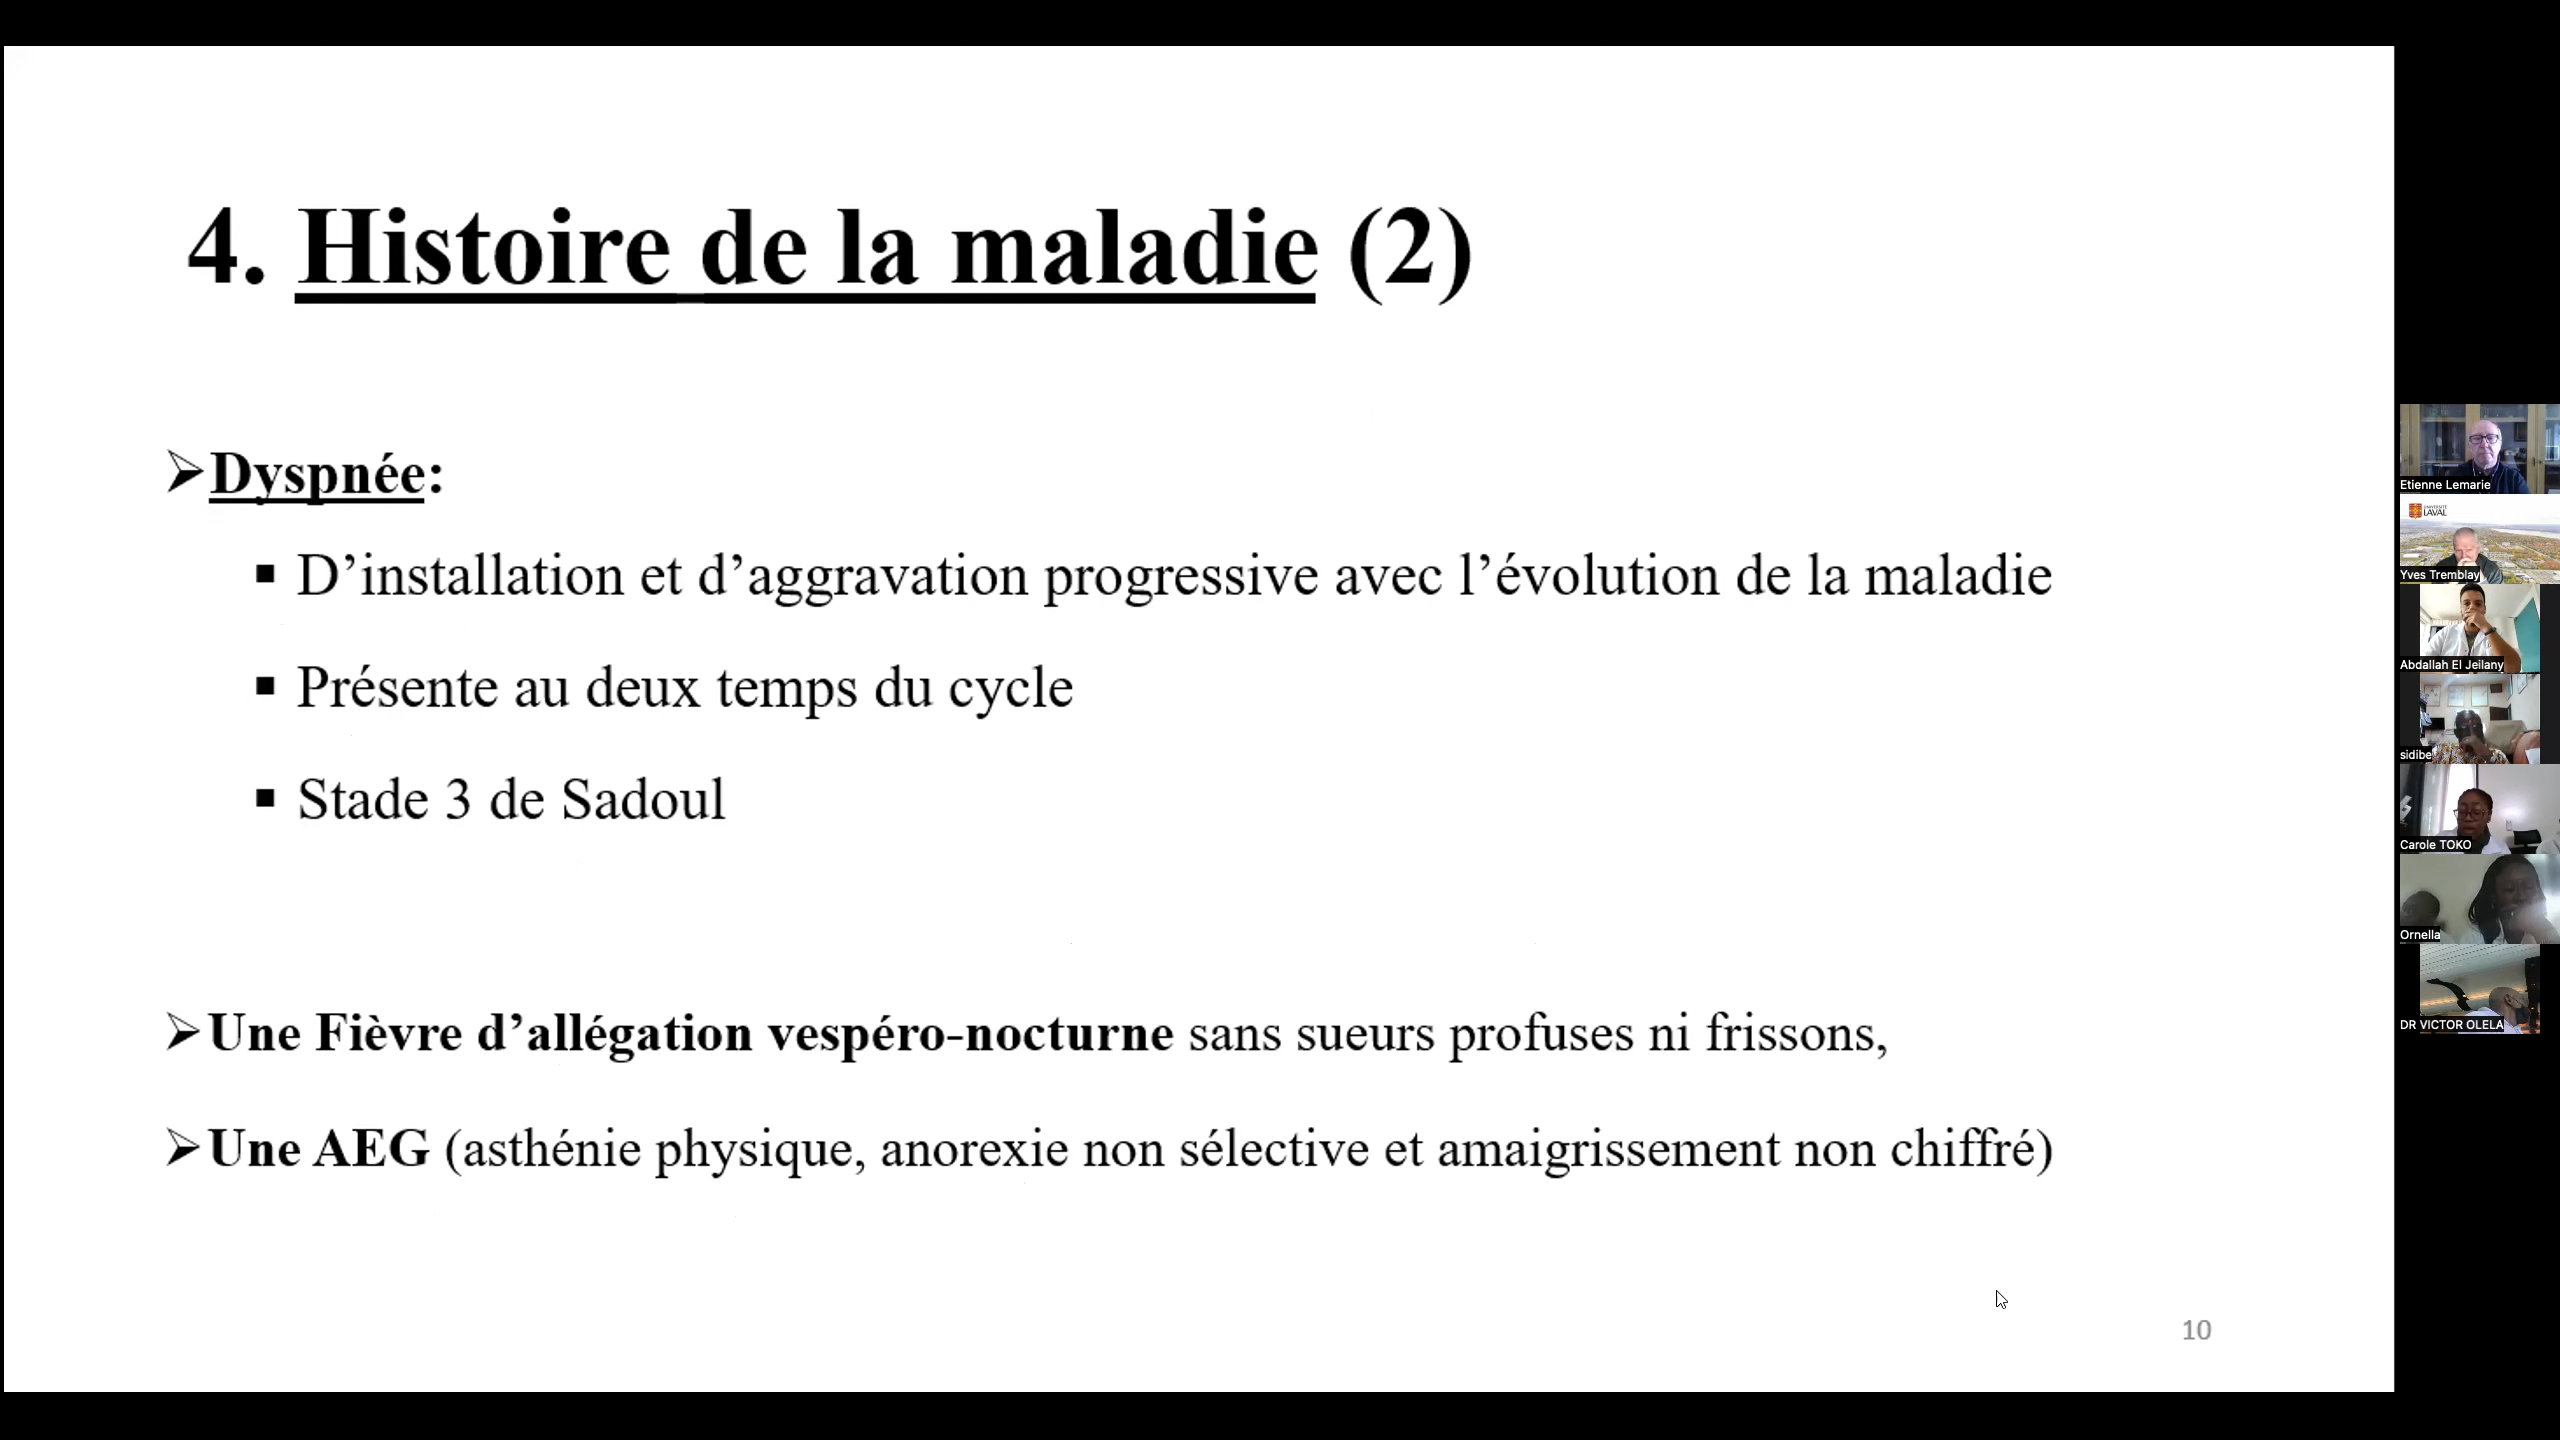 4. Histoire de la maladie (2)
➢Dyspnée:
▪ D’installation et d’aggravation progressive avec l’évolution de la maladie
▪ Présente au deux temps du cycle
▪ Stade 3 de Sadoul
➢Une Fièvre d’allégation vespéro-nocturne sans sueurs profuses ni frissons,
➢Une AEG (asthénie physique, anorexie non sélective et amaigrissement non chiffré)
10
Etienne Lemarie
UNIVERSITÉ
LAVAL
Yves Tremblay
Abdallah El Jeilany
sidibe
Carole TOKO
Ornella
DR VICTOR OLELA